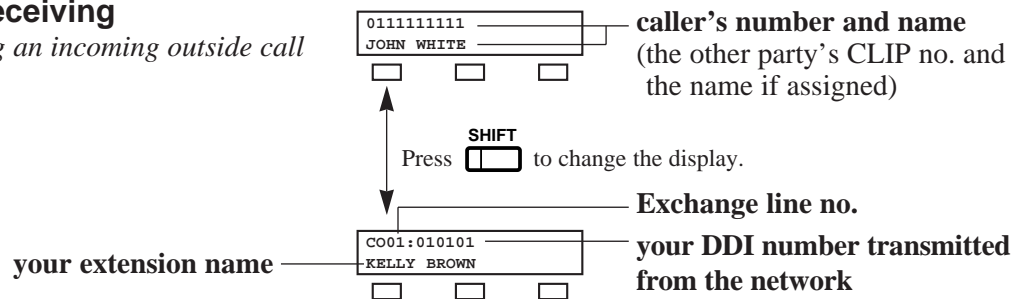 eceiving
g an incoming outside call
0111111111
JOHN WHITE
caller's number and name
(the other party's CLIP no. and
the name if assigned)
SHIFT
Press to change the display.
Exchange line no.
CO01:010101
KELLY BROWN
your extension name
your DDI number transmitted
from the network